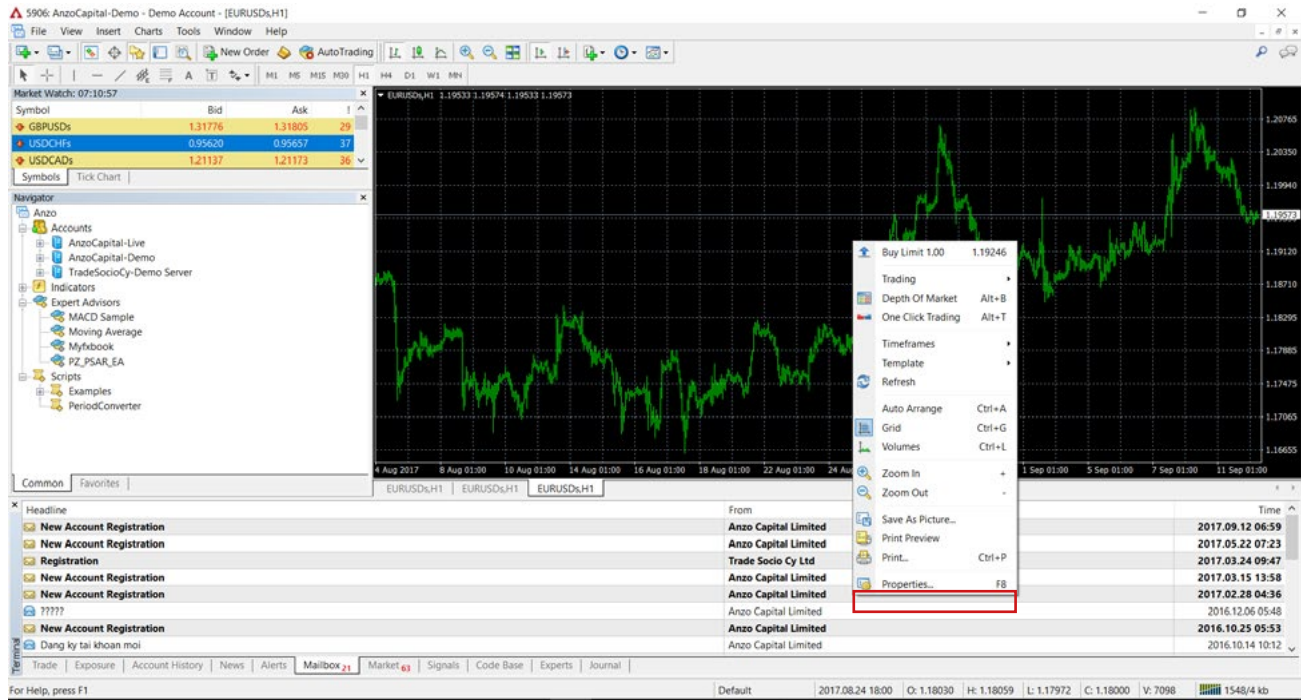 5906: AnzoCapital-Demo - Demo Account - [EURUSDs,H1]
File View Insert Charts Tools Window Help
New Order AutoTrading
A T M1 M5 M15 M30 H1 H4 D1 W1 MN
Market Watch: 07:10:57
Symbol Bid Ask !
GBPUSDs 1.31776 1.31805 29
USDCHFs 0.95620 0.95657 37
USDCADs 1.21137 1.21173 36
Symbols Tick Chart
Navigator
Anzo
Accounts
AnzoCapital-Live
AnzoCapital-Demo
TradeSocioCy-Demo Server
Indicators
Expert Advisors
MACD Sample
Moving Average
Myfxbook
PZ_PSAR_EA
Scripts
Examples
PeriodConverter
Common Favorites
EURUSDs,H1 1.19533 1.19574 1.19533 1.19573
1.20765
1.20350
1.19940
1.19573
1.19120
1.18710
1.18295
1.17885
1.17475
1.17065
1.16655
4 Aug 2017 8 Aug 01:00 10 Aug 01:00 14 Aug 01:00 16 Aug 01:00 18 Aug 01:00 22 Aug 01:00 24 Au 1 Sep 01:00 5 Sep 01:00 7 Sep 01:00 11 Sep 01:00
EURUSDs,H1 EURUSDs,H1 EURUSDs,H1
Buy Limit 1.00 1.19246
Trading
Depth Of Market Alt+B
One Click Trading Alt+T
Timeframes
Template
Refresh
Auto Arrange Ctrl+A
Grid Ctrl+G
Volumes Ctrl+L
Zoom In +
Zoom Out -
Save As Picture...
Print Preview
Print... Ctrl+P
Properties... F8
Headline From Time
New Account Registration Anzo Capital Limited 2017.09.12 06:59
New Account Registration Anzo Capital Limited 2017.05.22 07:23
Registration Trade Socio Cy Ltd 2017.03.24 09:47
New Account Registration Anzo Capital Limited 2017.03.15 13:58
New Account Registration Anzo Capital Limited 2017.02.28 04:36
????? Anzo Capital Limited 2016.12.06 05:48
New Account Registration Anzo Capital Limited 2016.10.25 05:53
Dang ky tai khoan moi Anzo Capital Limited 2016.10.14 10:12
Terminal
Trade Exposure Account History News Alerts Mailbox 21 Market 63 Signals Code Base Experts Journal
For Help, press F1 Default 2017.08.24 18:00 O: 1.18030 H: 1.18059 L: 1.17972 C: 1.18000 V: 7098 1548/4 kb